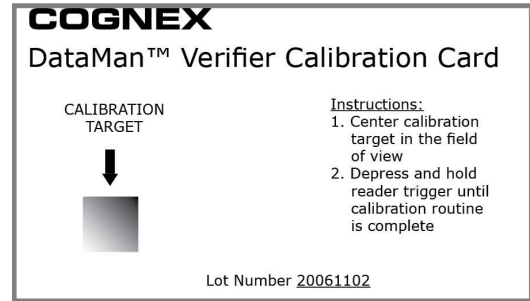 COGNEX
DataMan™ Verifier Calibration Card
CALIBRATION
TARGET
Instructions:
1. Center calibration
target in the field
of view
2. Depress and hold
reader trigger until
calibration routine
is complete
Lot Number 20061102